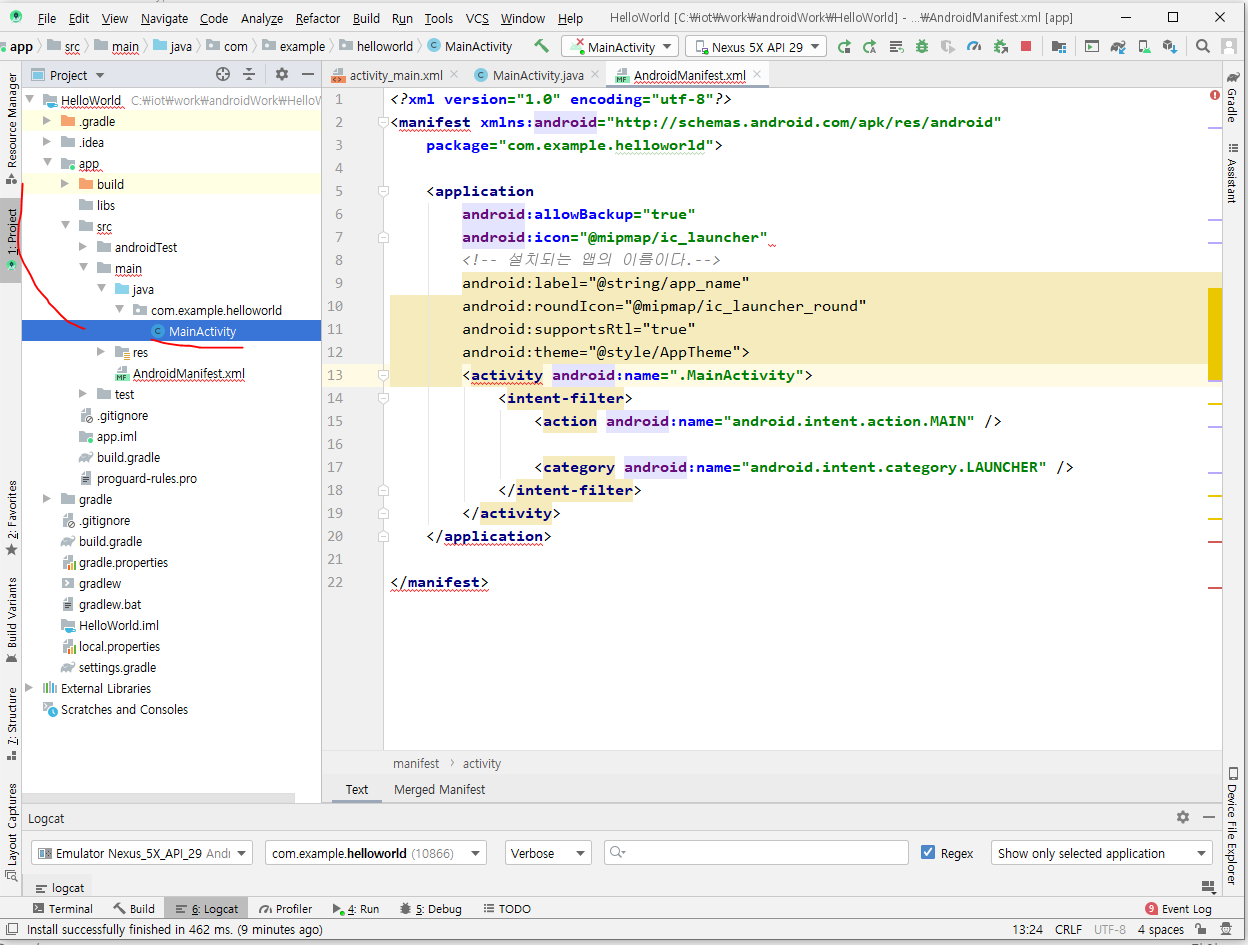 File Edit View Navigate Code Analyze Refactor Build Run Tools VCS Window Help HelloWorld [C:₩iot₩work₩androidWork₩HelloWorld] - ...₩AndroidManifest.xml [app]
app src main java com example helloworld MainActivity MainActivity Nexus 5X API 29
Project
activity_main.xml MainActivity.java AndroidManifest.xml
Resource Manager
1: Project
2: Favorites
Build Variants
7: Structure
Layout Captures
HelloWorld C:₩iot₩work₩androidWork₩HelloW
.gradle
.idea
app
build
libs
src
androidTest
main
java
com.example.helloworld
MainActivity
res
AndroidManifest.xml
test
.gitignore
app.iml
build.gradle
proguard-rules.pro
gradle
.gitignore
build.gradle
gradle.properties
gradlew
gradlew.bat
HelloWorld.iml
local.properties
settings.gradle
External Libraries
Scratches and Consoles
1 <?xml version="1.0" encoding="utf-8"?>
2 <manifest xmlns:android="http://schemas.android.com/apk/res/android"
3 package="com.example.helloworld">
4
5 <application
6 android:allowBackup="true"
7 android:icon="@mipmap/ic_launcher"
8 <!-- 설치되는 앱의 이름이다.-->
9 android:label="@string/app_name"
10 android:roundIcon="@mipmap/ic_launcher_round"
11 android:supportsRtl="true"
12 android:theme="@style/AppTheme">
13 <activity android:name=".MainActivity">
14 <intent-filter>
15 <action android:name="android.intent.action.MAIN" />
16
17 <category android:name="android.intent.category.LAUNCHER" />
18 </intent-filter>
19 </activity>
20 </application>
21
22 </manifest>
Gradle
Assistant
Device File Explorer
manifest activity
Text Merged Manifest
Logcat
Emulator Nexus_5X_API_29 Andr com.example.helloworld (10866) Verbose Regex Show only selected application
logcat
Terminal Build 6: Logcat Profiler 4: Run 5: Debug TODO 9 Event Log
Install successfully finished in 462 ms. (9 minutes ago) 13:24 CRLF UTF-8 4 spaces